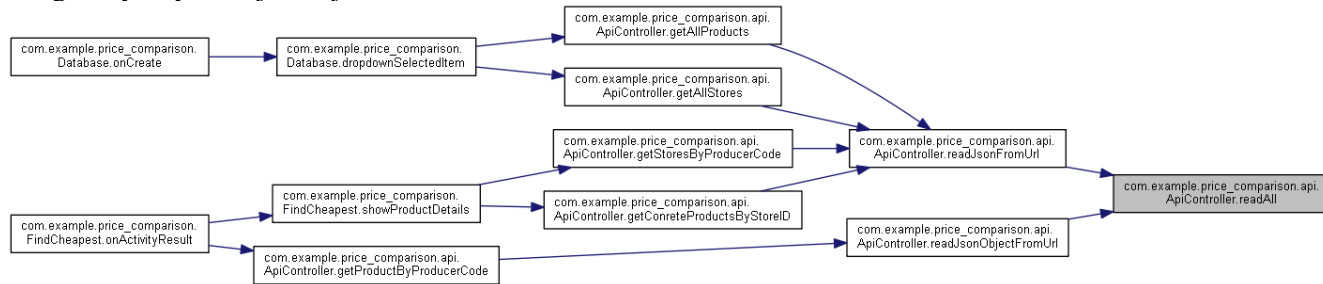 com.example.price_comparison.api.
ApiController.getAllProducts
com.example.price_comparison.
Database.onCreate
com.example.price_comparison.
Database.dropdownSelectedItem
com.example.price_comparison.api.
ApiController.getAllStores
com.example.price_comparison.api.
ApiController.getStoresByProducerCode
com.example.price_comparison.api.
ApiController.readJsonFromUrl
com.example.price_comparison.api.
ApiController.readAll
com.example.price_comparison.
FindCheapest.showProductDetails
com.example.price_comparison.api.
ApiController.getConreteProductsByStoreID
com.example.price_comparison.
FindCheapest.onActivityResult
com.example.price_comparison.api.
ApiController.readJsonObjectFromUrl
com.example.price_comparison.api.
ApiController.getProductByProducerCode